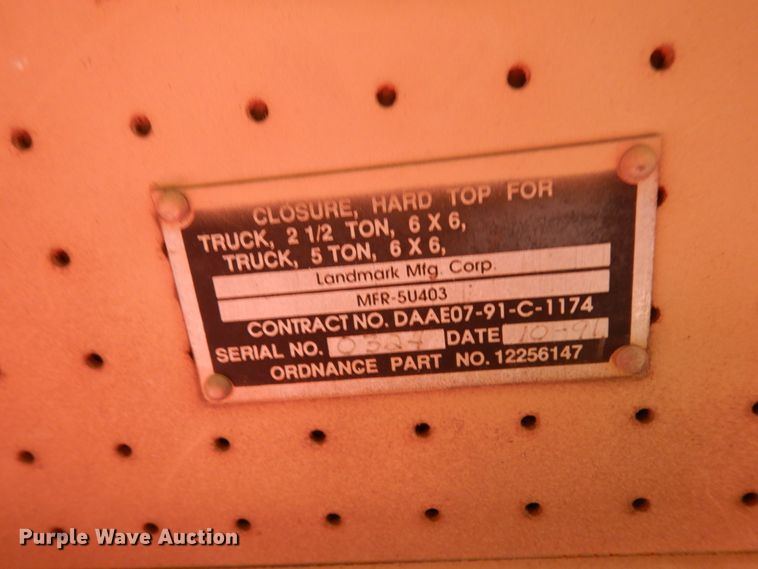 CLOSURE, HARD TOP FOR
TRUCK, 2 1/2 TON, 6 X 6,
TRUCK, 5 TON, 6 X 6,
Landmark Mfg. Corp.
MFR-5U403
CONTRACT NO. DAAE07-91-C-1174
SERIAL NO. DATE 10-91
ORDNANCE PART NO. 12256147
Purple Wave Auction